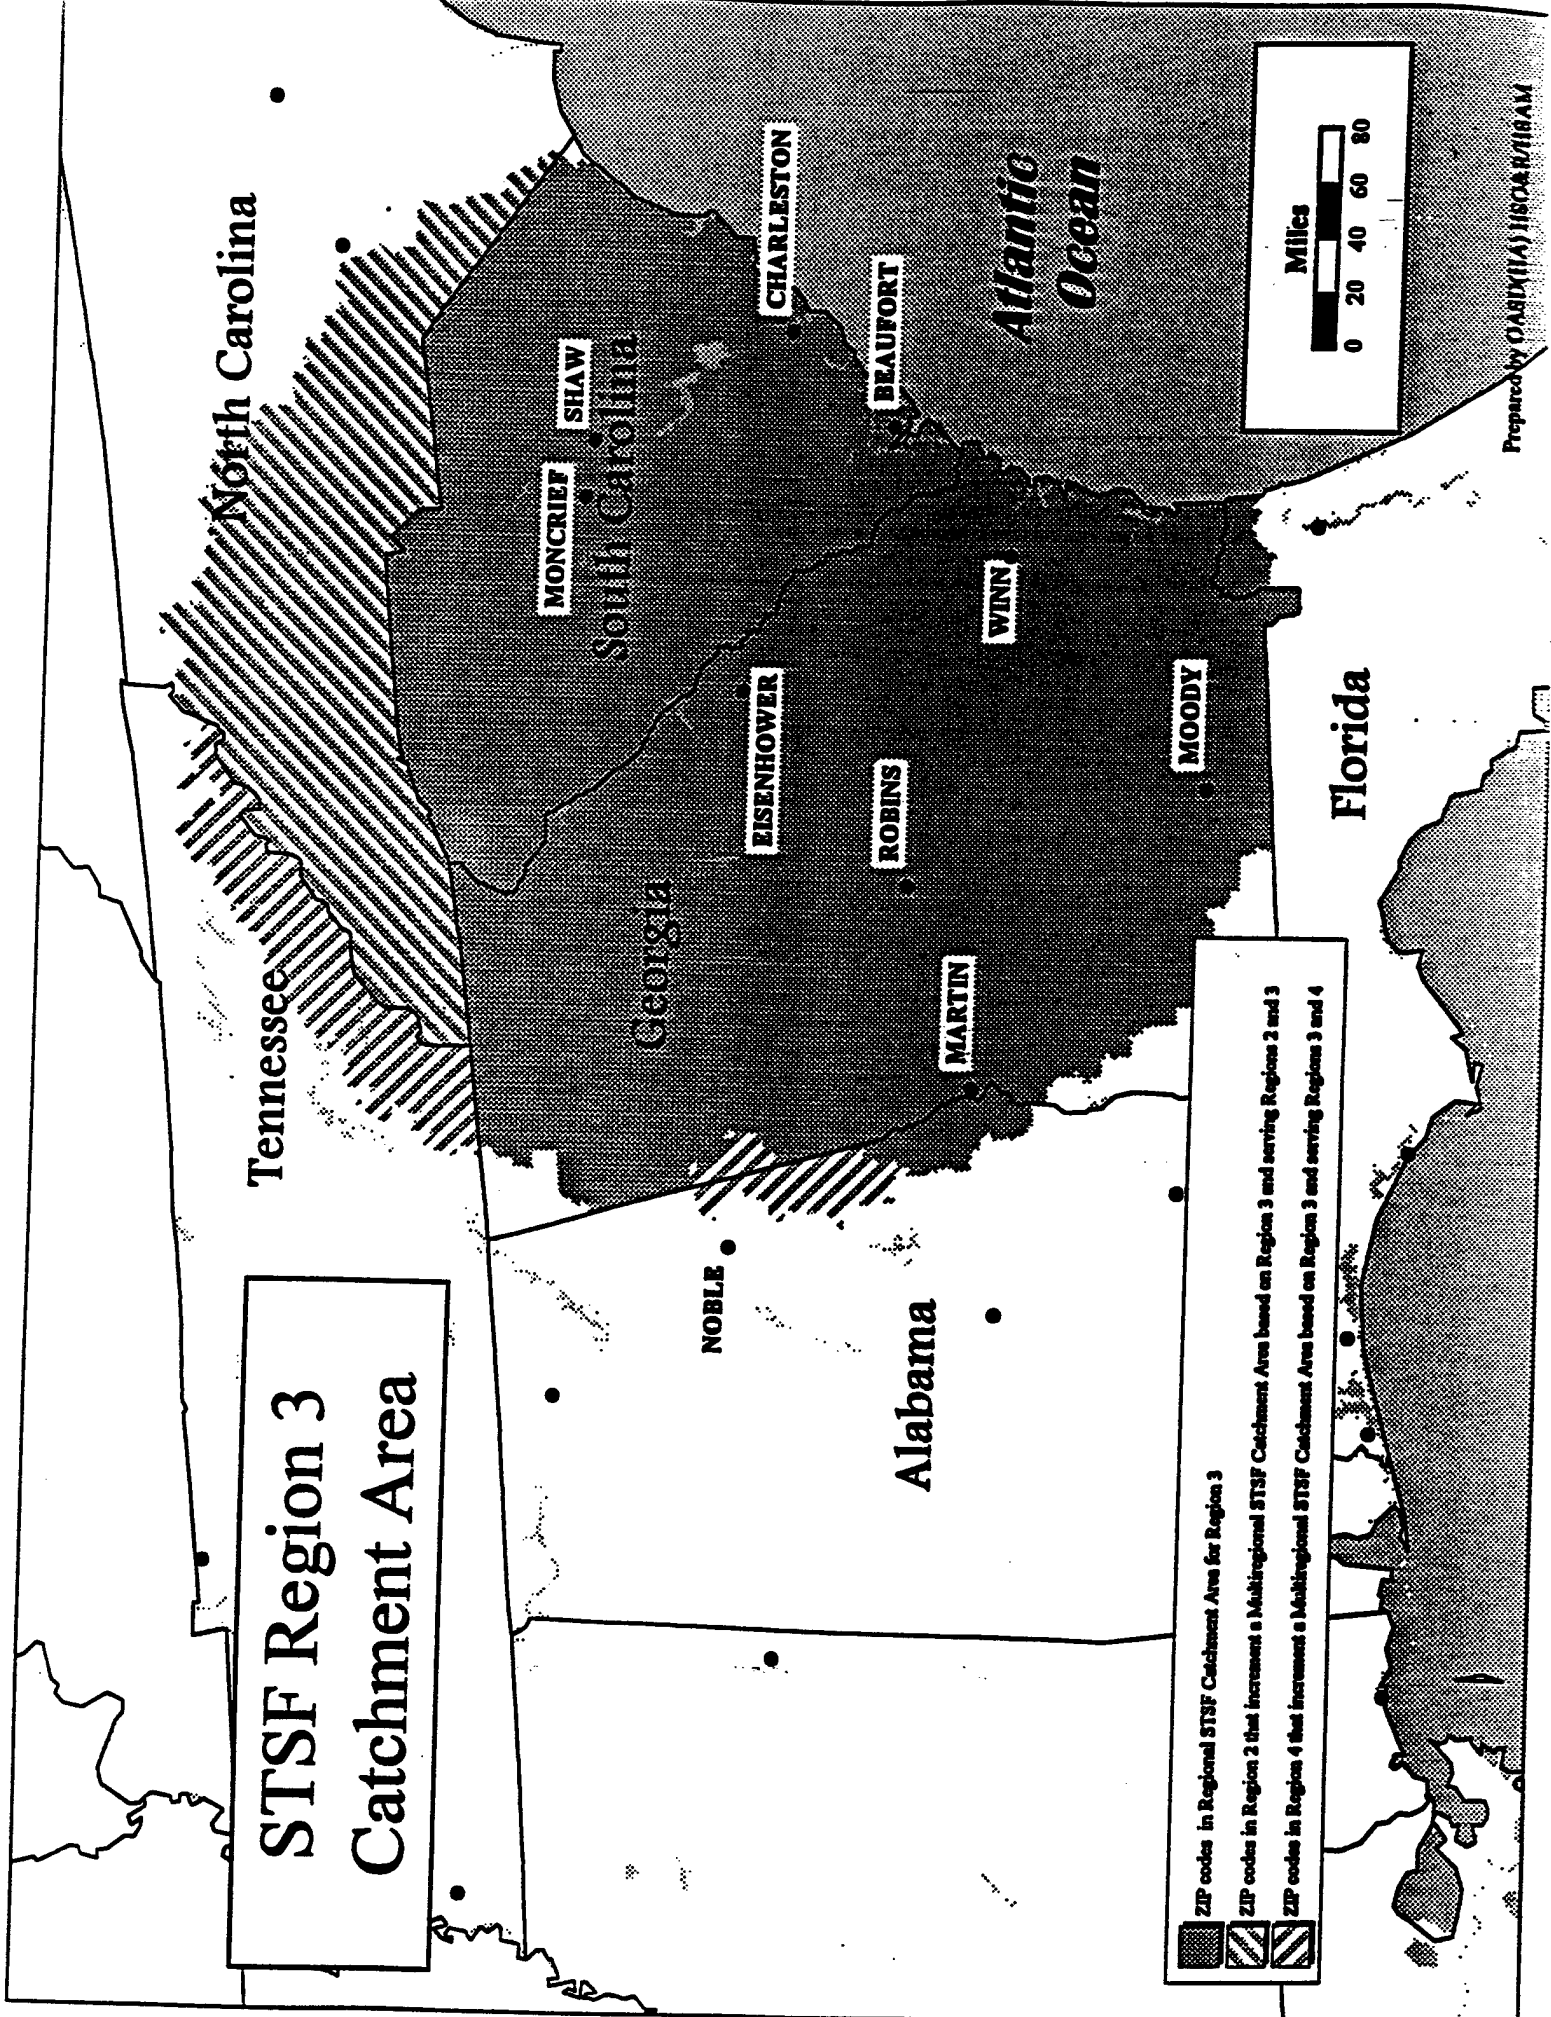 STSF Region 3
Catchment Area
Tennessee
North Carolina
SHAW
MONCRIEF
South Carolina
CHARLESTON
BEAUFORT
Georgia
EISENHOWER
ROBINS
WINN
MARTIN
MOODY
NOBLE
Alabama
Florida
Atlantic
Ocean
Miles
0 20 40 60 80
ZIP codes in Regional STSF Catchment Area for Region 3
ZIP codes in Region 2 that increment a Multiregional STSF Catchment Area based on Region 3 and serving Regions 2 and 3
ZIP codes in Region 4 that increment a Multiregional STSF Catchment Area based on Region 3 and serving Regions 3 and 4
Prepared by OASD(HA)